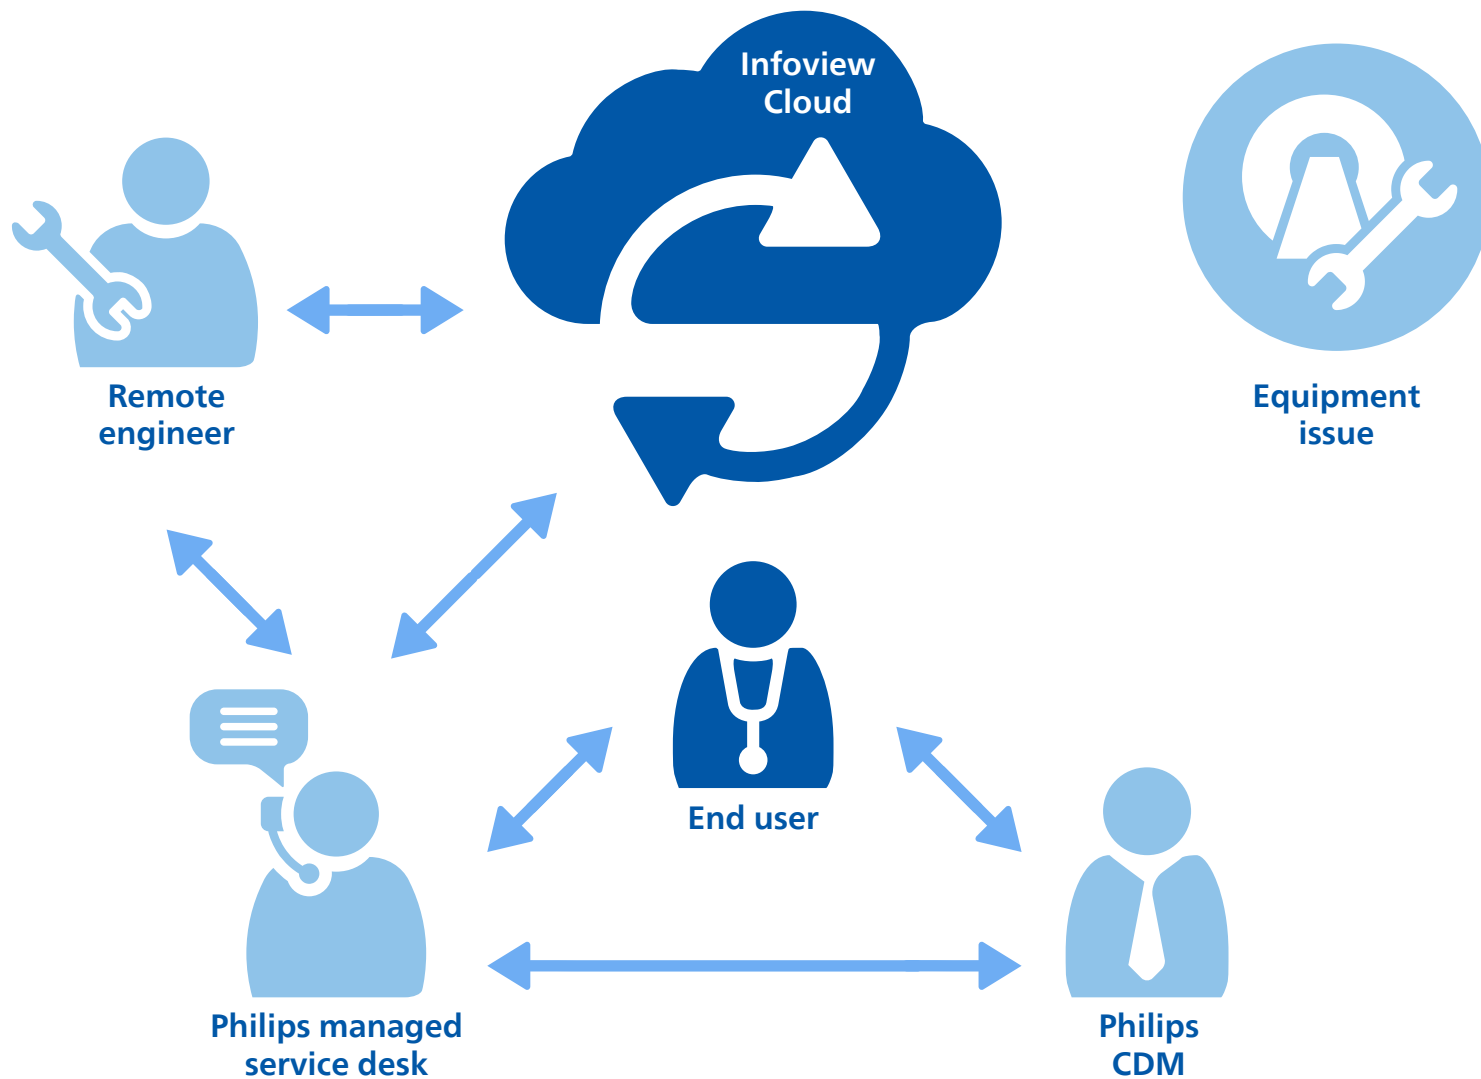 Infoview
Cloud
Remote
engineer
Equipment
issue
End user
Philips managed
service desk
Philips
CDM